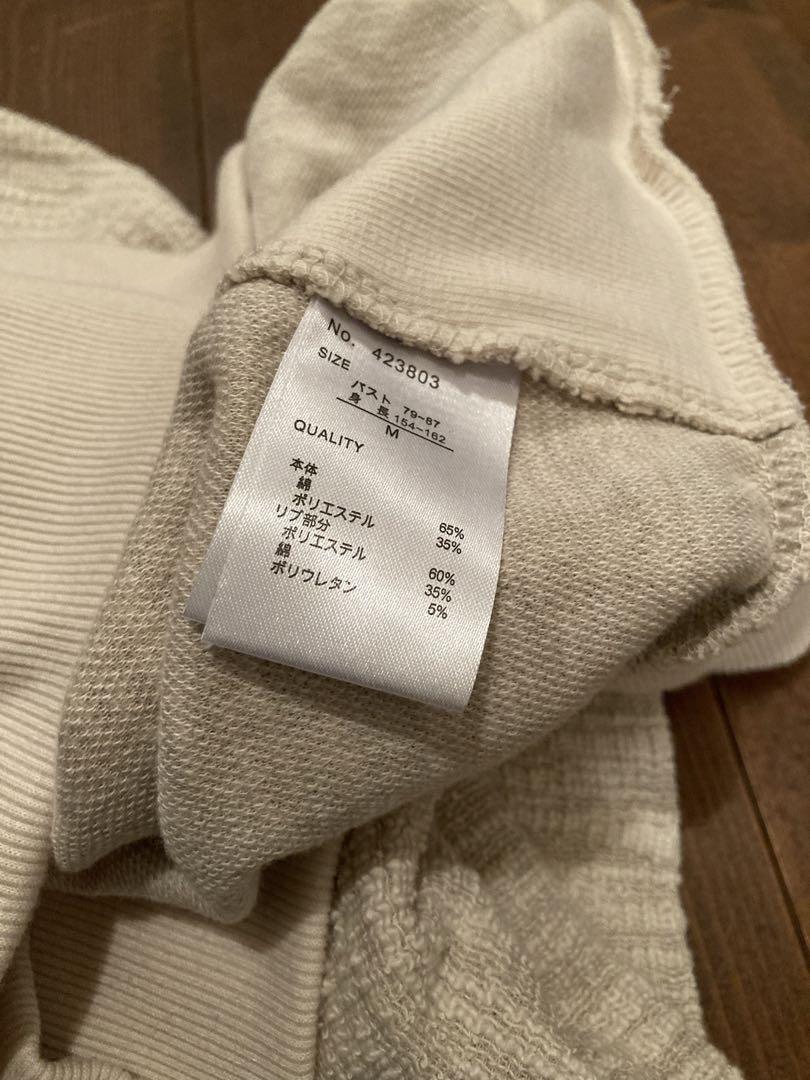 No. 423803
SIZE
バスト 79-87
身 長 154-162
M
QUALITY
本体
綿 65%
ポリエステル 35%
リブ部分
ポリエステル 60%
綿 35%
ポリウレタン 5%